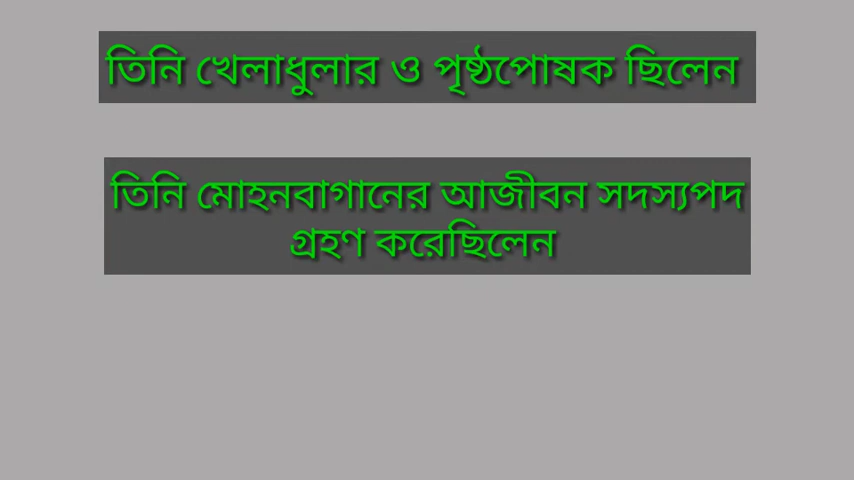 তিনি খেলাধুলার ও পৃষ্ঠপোষক ছিলেন
তিনি মোহনবাগানের আজীবন সদস্যপদ
গ্রহণ করেছিলেন